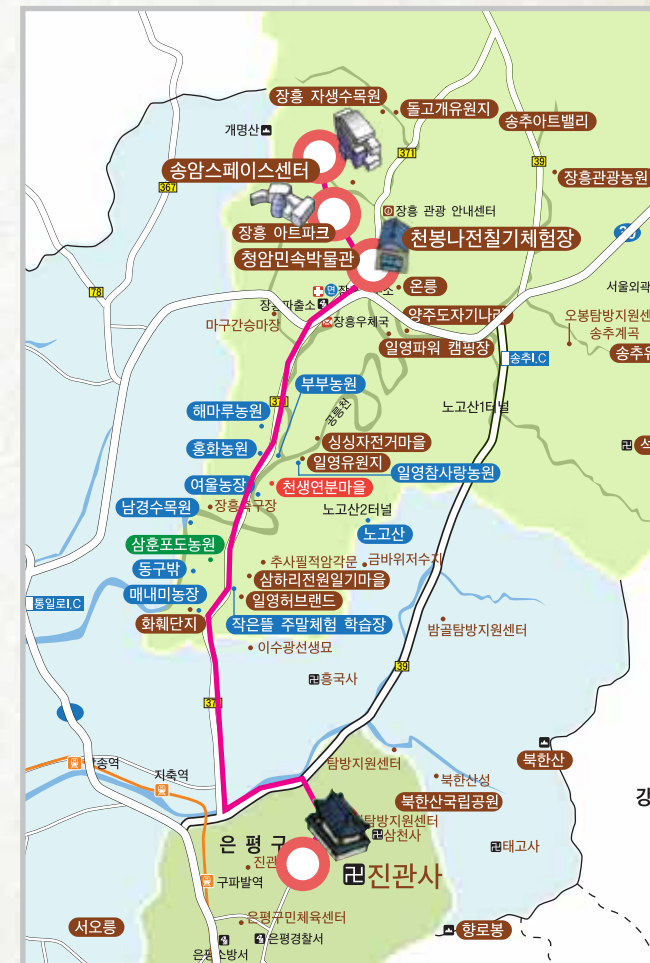 장흥 자생수목원
돌고개유원지
개명산
송추아트밸리
371
39
송암스페이스센터
장흥관광농원
367
장흥 관광 안내센터
장흥 아트파크
천봉나전칠기체험장
청암민속박물관
온릉
78
서울외곽
마구간승마장
장흥우체국
양주도자기나라
일영파워 캠핑장
송추계곡
송추I.C
부부농원
해마루농원
공릉천
노고산1터널
홍화농원
싱싱자전거마을
일영유원지
일영참사랑농원
여울농장
천생연분마을
남경수목원
노고산2터널
노고산
삼훈포도농원
추사필적암각문
금바위저수지
동구밖
삼하리전원일기마을
매내미농장
일영허브랜드
통일로I.C
화훼단지
작은뜰 주말체험 학습장
밤골탐방지원센터
이수광선생묘
39
흥국사
탐방지원센터
북한산
지축역
북한산성
북한산국립공원
탐방지원센터
은평구
삼천사
태고사
구파발역
진관사
서오릉
은평구민체육센터
향로봉
은평경찰서